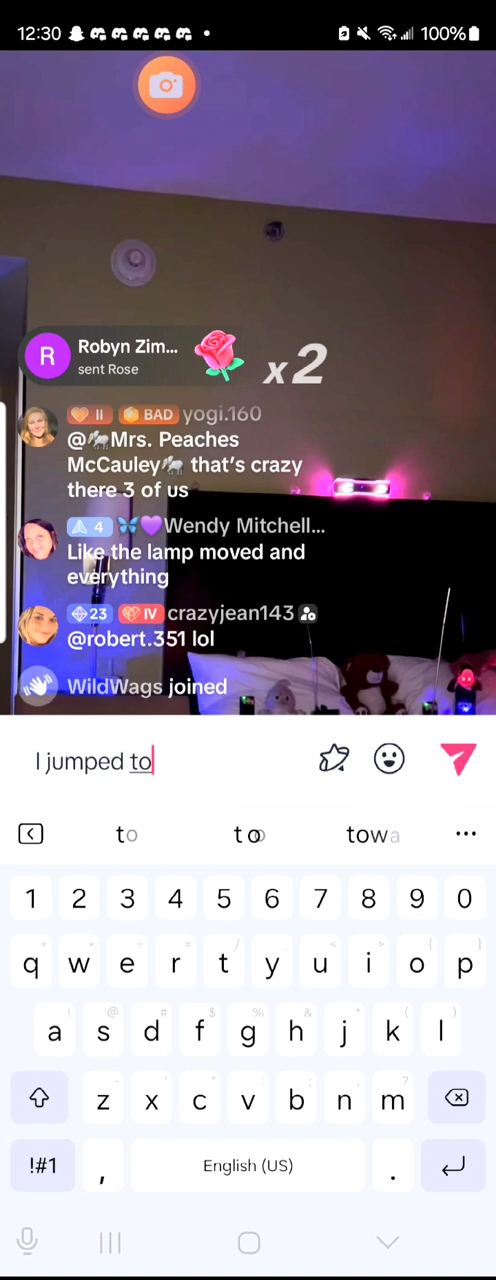 12:30
100%
Robyn Zim...
R
sent Rose
x2
II BAD yogi.160
@🐑Mrs. Peaches
McCauley🐑 that's crazy
there 3 of us
4 🦋💜Wendy Mitchell...
Like the lamp moved and
everything
23 IV crazyjean143
@robert.351 lol
WildWags joined
I jumped to
to too towa
1 2 3 4 5 6 7 8 9 0
+ × ÷ = / _ < > [ ]
q w e r t y u i o p
! @ # $ % & * ( )
a s d f g h j k l
- ' " : ; , ?
z x c v b n m
!#1 , English (US) .